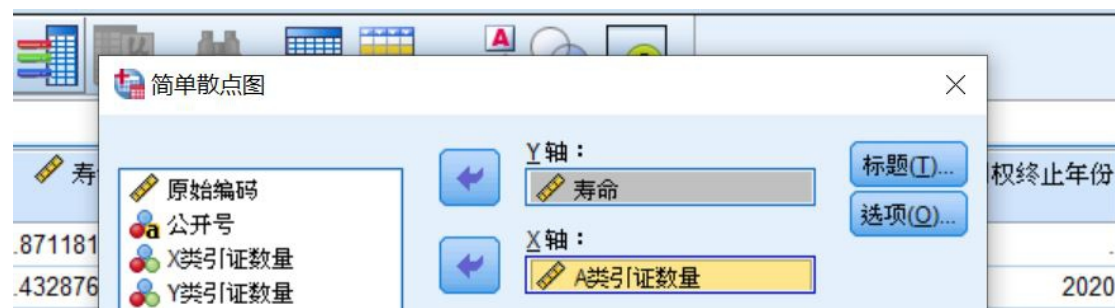 A
简单散点图
寿
Y轴：
标题(T)...
权终止年份
原始编码
寿命
公开号
选项(O)...
.871181
X类引证数量
X轴：
.432876
Y类引证数量
A类引证数量
2020